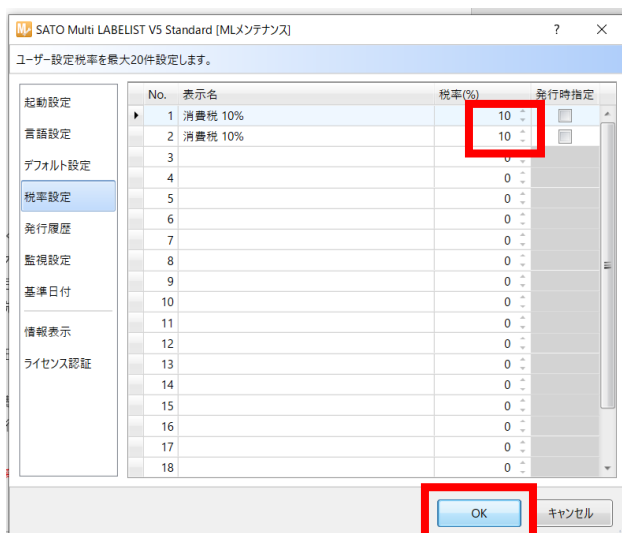 SATO Multi LABELIST V5 Standard [MLメンテナンス] ?
ユーザー設定税率を最大20件設定します。
起動設定
言語設定
デフォルト設定
税率設定
発行履歴
監視設定
基準日付
情報表示
ライセンス認証
No. 表示名 税率(%) 発行時指定
1 消費税 10% 10
2 消費税 10% 10
3 0
4 0
5 0
6 0
7 0
8 0
9 0
10 0
11 0
12 0
13 0
14 0
15 0
16 0
17 0
18 0
OK キャンセル